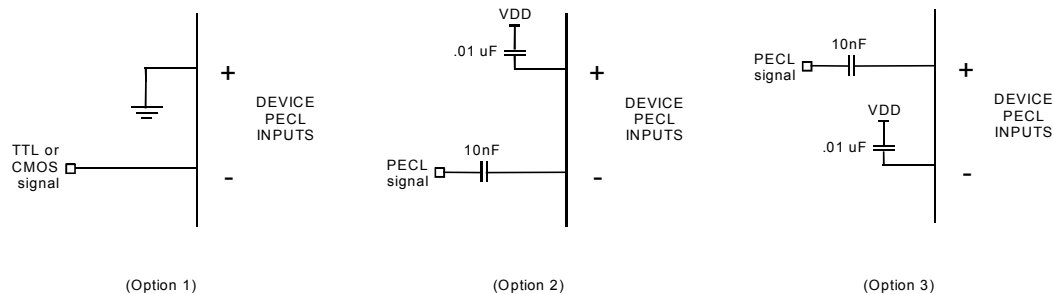 +
DEVICE
PECL
INPUTS
TTL or
CMOS
signal
-
(Option 1)
VDD
.01 uF
+
DEVICE
PECL
INPUTS
10nF
PECL
signal
-
(Option 2)
10nF
PECL
signal
+
DEVICE
PECL
INPUTS
VDD
.01 uF
-
(Option 3)